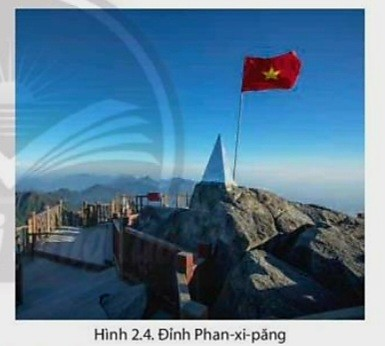 Hình 2.4. Đỉnh Phan-xi-păng